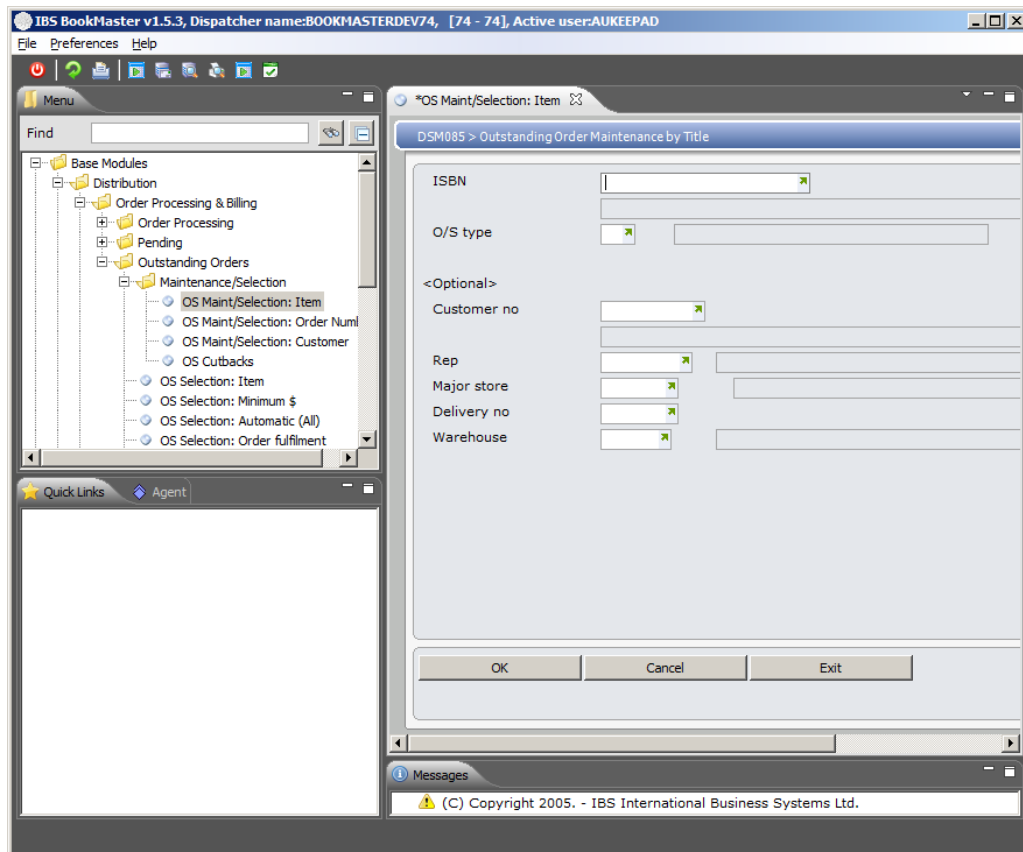 IBS BookMaster v1.5.3, Dispatcher name:BOOKMASTERDEV74, [74 - 74], Active user:AUKEEPAD
File Preferences Help
Menu
Find
Base Modules
Distribution
Order Processing & Billing
Order Processing
Pending
Outstanding Orders
Maintenance/Selection
OS Maint/Selection: Item
OS Maint/Selection: Order Num
OS Maint/Selection: Customer
OS Cutbacks
OS Selection: Item
OS Selection: Minimum $
OS Selection: Automatic (All)
OS Selection: Order fulfilment
Quick Links Agent
*OS Maint/Selection: Item
DSM085 > Outstanding Order Maintenance by Title
ISBN
O/S type
<Optional>
Customer no
Rep
Major store
Delivery no
Warehouse
OK Cancel Exit
Messages
(C) Copyright 2005. - IBS International Business Systems Ltd.